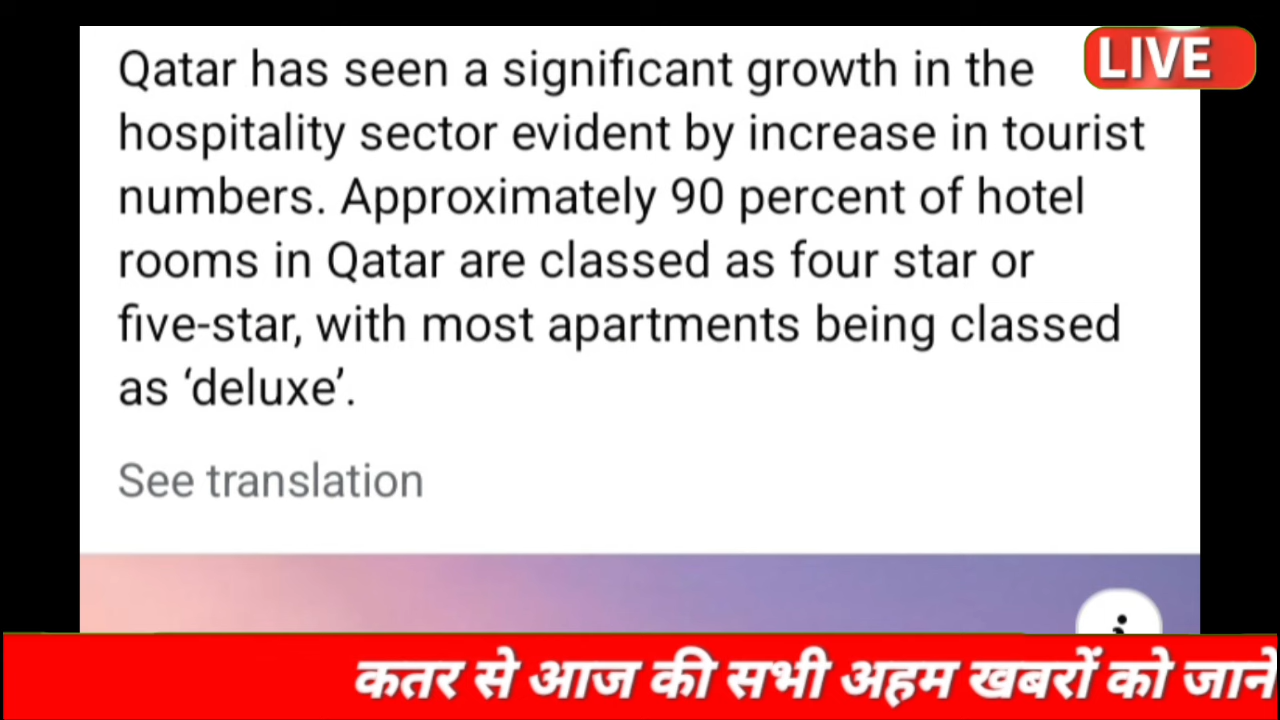 LIVE
Qatar has seen a significant growth in the
hospitality sector evident by increase in tourist
numbers. Approximately 90 percent of hotel
rooms in Qatar are classed as four star or
five-star, with most apartments being classed
as ‘deluxe’.
See translation
कतर से आज की सभी अहम खबरों को जाने